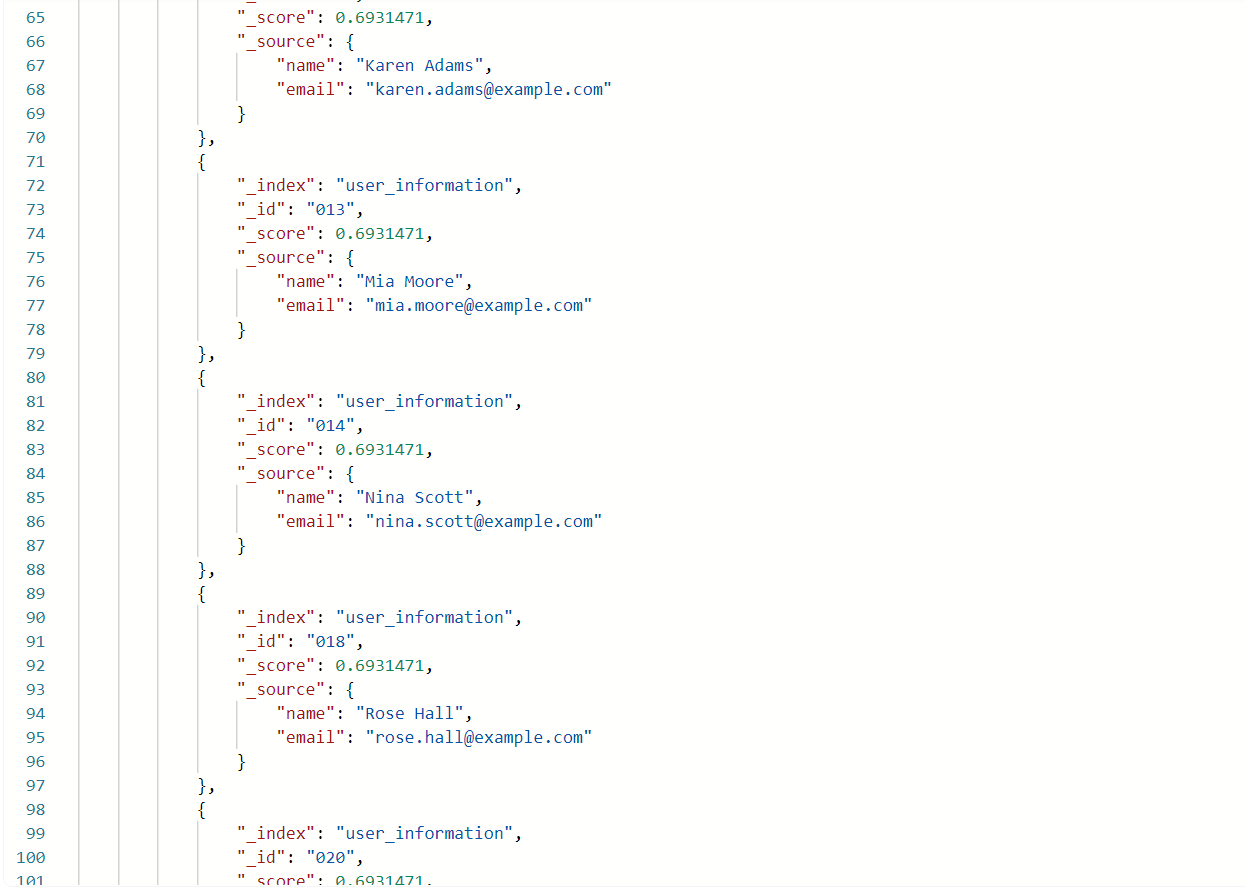 65 "_score": 0.6931471,
66 "_source": {
67 "name": "Karen Adams",
68 "email": "karen.adams@example.com"
69 }
70 },
71 {
72 "_index": "user_information",
73 "_id": "013",
74 "_score": 0.6931471,
75 "_source": {
76 "name": "Mia Moore",
77 "email": "mia.moore@example.com"
78 }
79 },
80 {
81 "_index": "user_information",
82 "_id": "014",
83 "_score": 0.6931471,
84 "_source": {
85 "name": "Nina Scott",
86 "email": "nina.scott@example.com"
87 }
88 },
89 {
90 "_index": "user_information",
91 "_id": "018",
92 "_score": 0.6931471,
93 "_source": {
94 "name": "Rose Hall",
95 "email": "rose.hall@example.com"
96 }
97 },
98 {
99 "_index": "user_information",
100 "_id": "020",
101 "_score": 0.6931471,